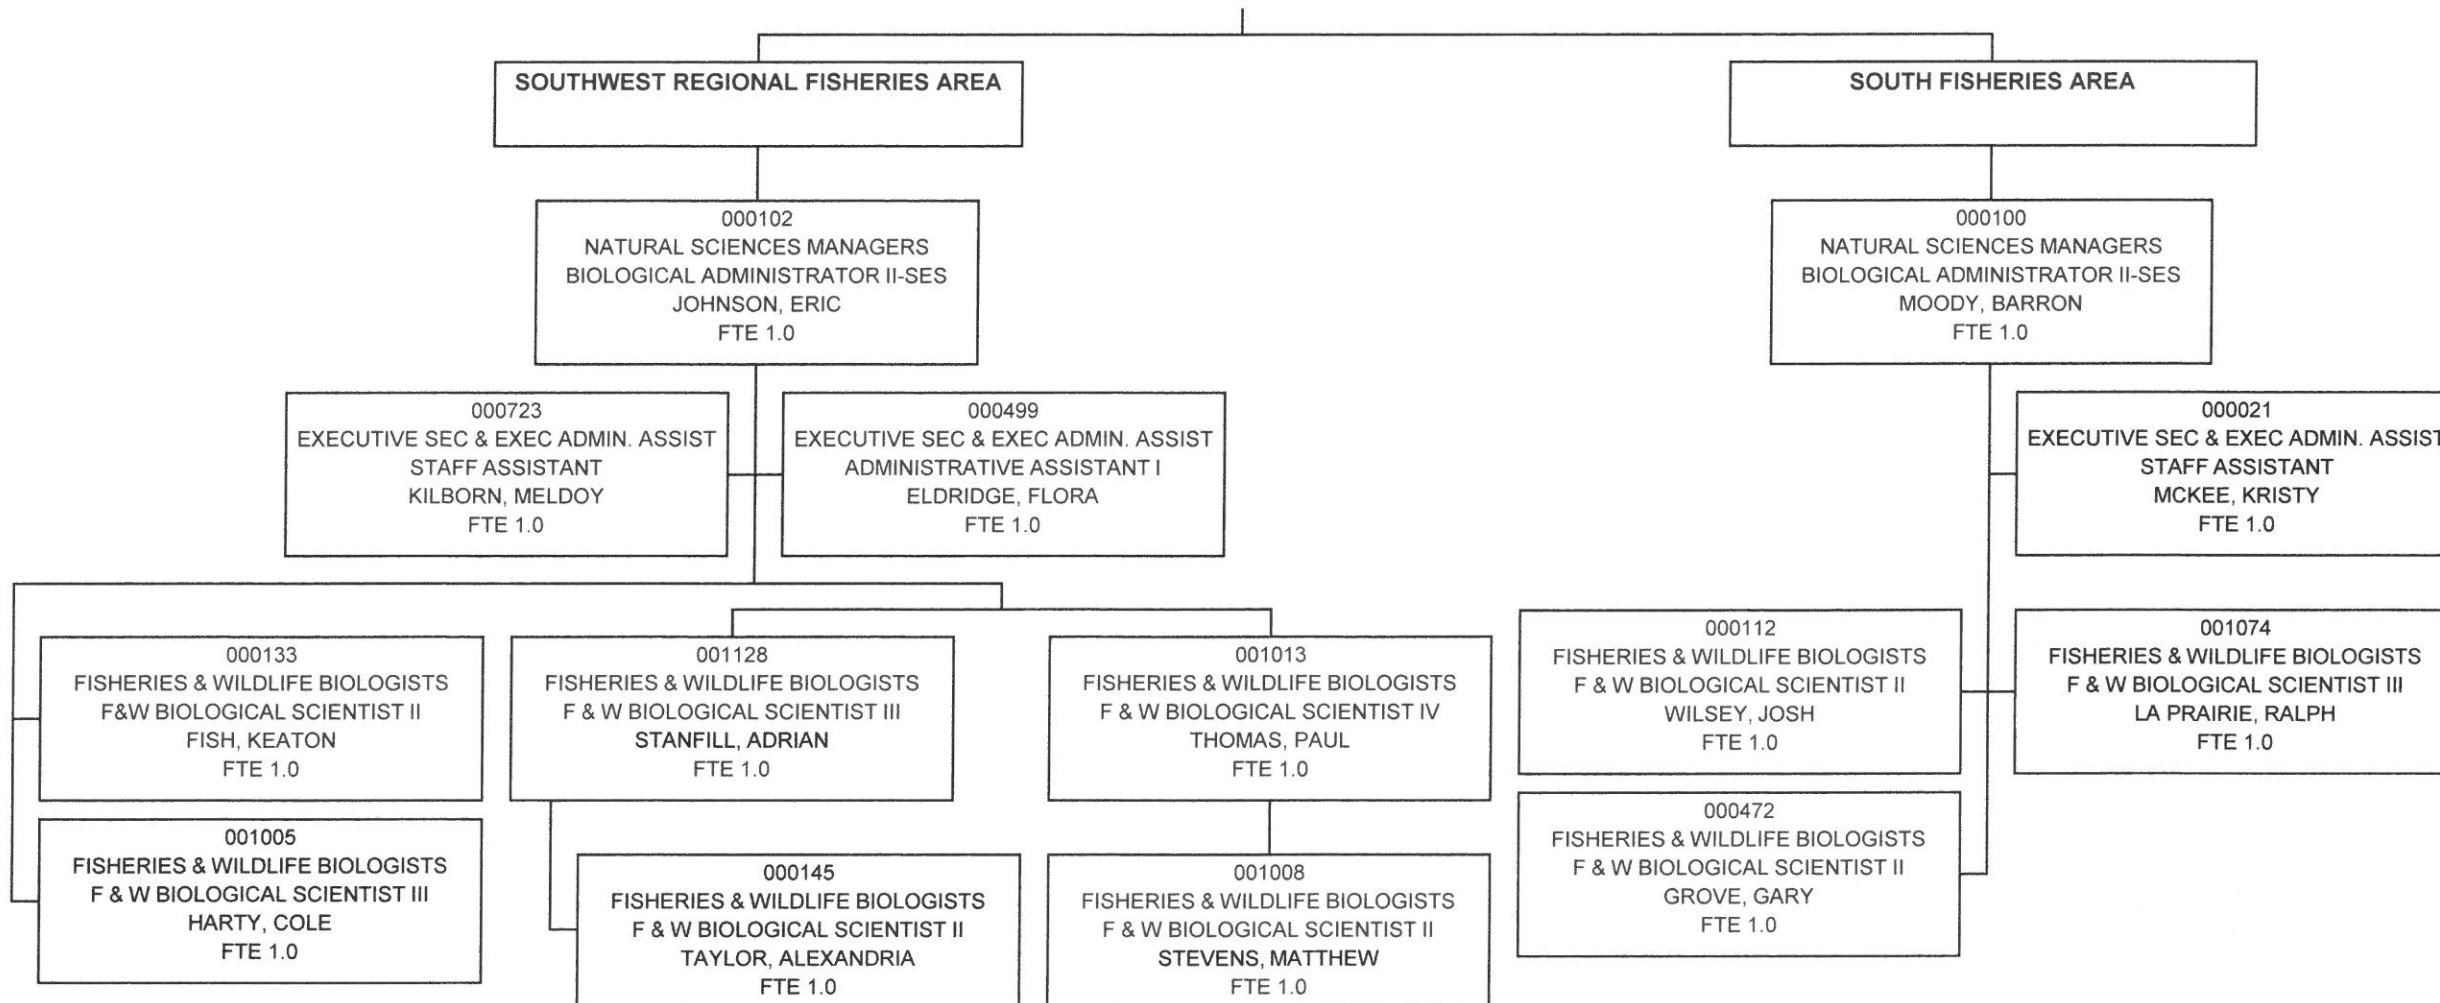 SOUTHWEST REGIONAL FISHERIES AREA
SOUTH FISHERIES AREA
000102
NATURAL SCIENCES MANAGERS
BIOLOGICAL ADMINISTRATOR II-SES
JOHNSON, ERIC
FTE 1.0
000100
NATURAL SCIENCES MANAGERS
BIOLOGICAL ADMINISTRATOR II-SES
MOODY, BARRON
FTE 1.0
000723
EXECUTIVE SEC & EXEC ADMIN. ASSIST
STAFF ASSISTANT
KILBORN, MELDOY
FTE 1.0
000499
EXECUTIVE SEC & EXEC ADMIN. ASSIST
ADMINISTRATIVE ASSISTANT I
ELDRIDGE, FLORA
FTE 1.0
000021
EXECUTIVE SEC & EXEC ADMIN. ASSIST
STAFF ASSISTANT
MCKEE, KRISTY
FTE 1.0
000133
FISHERIES & WILDLIFE BIOLOGISTS
F&W BIOLOGICAL SCIENTIST II
FISH, KEATON
FTE 1.0
001128
FISHERIES & WILDLIFE BIOLOGISTS
F & W BIOLOGICAL SCIENTIST III
STANFILL, ADRIAN
FTE 1.0
001013
FISHERIES & WILDLIFE BIOLOGISTS
F & W BIOLOGICAL SCIENTIST IV
THOMAS, PAUL
FTE 1.0
000112
FISHERIES & WILDLIFE BIOLOGISTS
F & W BIOLOGICAL SCIENTIST II
WILSEY, JOSH
FTE 1.0
001074
FISHERIES & WILDLIFE BIOLOGISTS
F & W BIOLOGICAL SCIENTIST III
LA PRAIRIE, RALPH
FTE 1.0
001005
FISHERIES & WILDLIFE BIOLOGISTS
F & W BIOLOGICAL SCIENTIST III
HARTY, COLE
FTE 1.0
000145
FISHERIES & WILDLIFE BIOLOGISTS
F & W BIOLOGICAL SCIENTIST II
TAYLOR, ALEXANDRIA
FTE 1.0
001008
FISHERIES & WILDLIFE BIOLOGISTS
F & W BIOLOGICAL SCIENTIST II
STEVENS, MATTHEW
FTE 1.0
000472
FISHERIES & WILDLIFE BIOLOGISTS
F & W BIOLOGICAL SCIENTIST II
GROVE, GARY
FTE 1.0